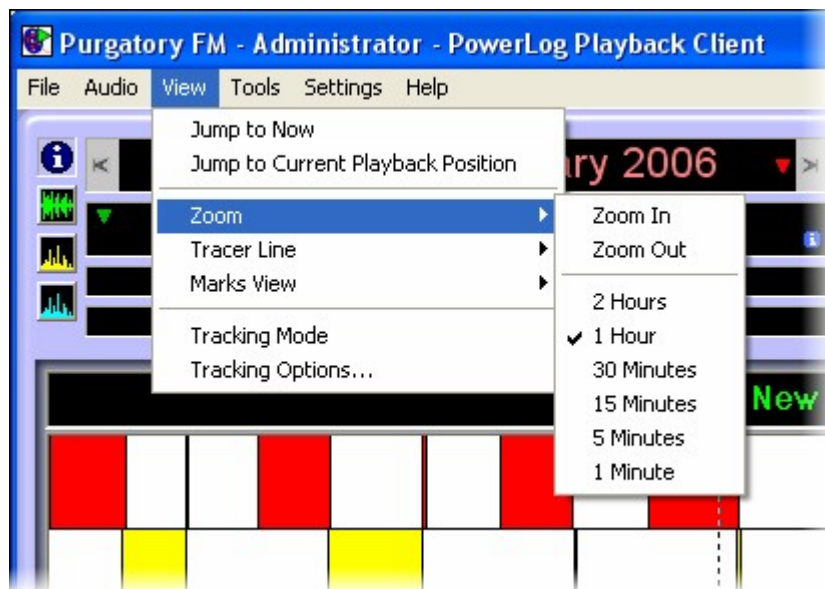 Purgatory FM - Administrator - PowerLog Playback Client
File Audio View Tools Settings Help
Jump to Now
Jump to Current Playback Position
2006
Zoom
Tracer Line
Marks View
Tracking Mode
Tracking Options...
Zoom In
Zoom Out
2 Hours
1 Hour
30 Minutes
15 Minutes
5 Minutes
1 Minute
New